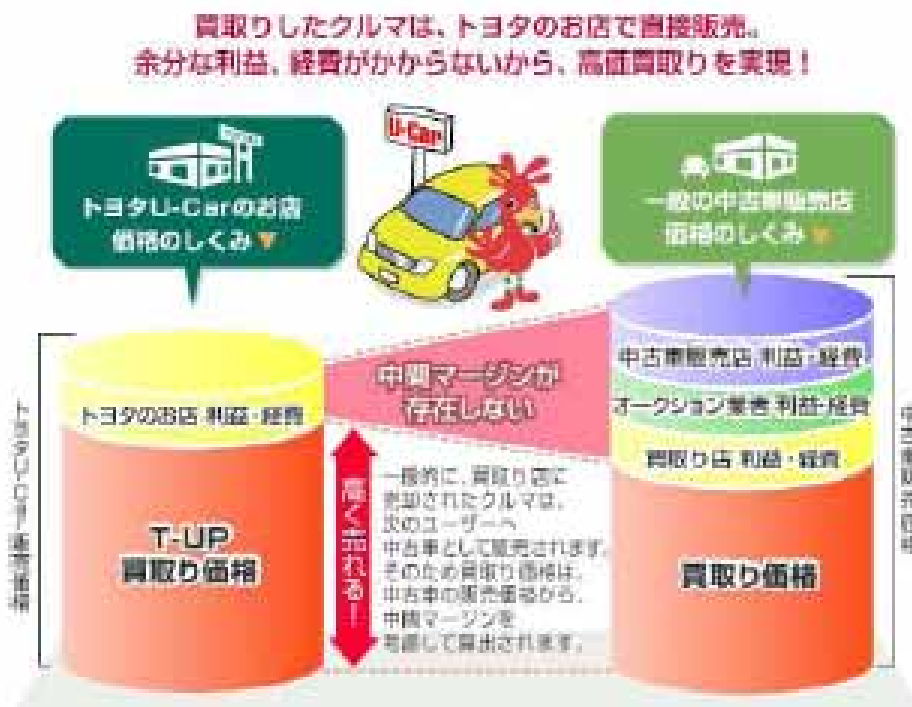 買取りしたクルマは、トヨタのお店で直接販売。
余分な利益、経費がかからないから、高価買取りを実現！
U-Car
トヨタU-Carのお店
価格のしくみ
一般の中古車販売店
価格のしくみ
トヨタのお店 利益・経費
T-UP
買取り価格
中間マージンが
存在しない
高く売れる！
一般的に、買取り店に
売却されたクルマは、
次のユーザーへ
中古車として販売されます。
そのため買取り価格は、
中古車の販売価格から、
中間マージンを
考慮して算出されます。
中古車販売店 利益・経費
オークション業者 利益・経費
買取り店 利益・経費
買取り価格